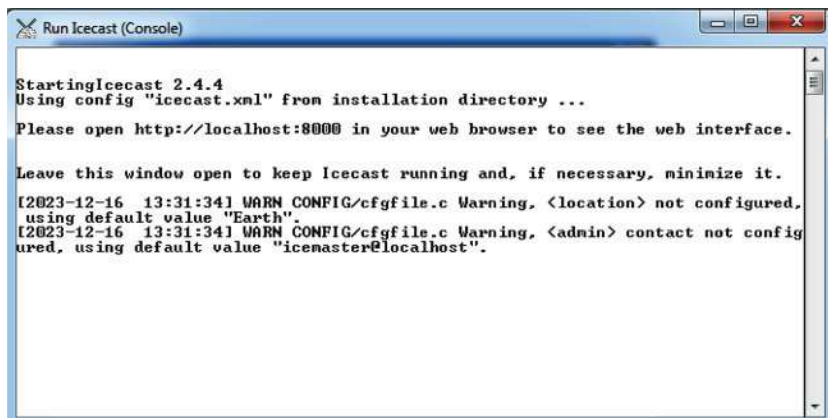 Run Icecast (Console)
StartingIcecast 2.4.4
Using config "icecast.xml" from installation directory ...
Please open http://localhost:8000 in your web browser to see the web interface.
Leave this window open to keep Icecast running and, if necessary, minimize it.
[2023-12-16  13:31:34] WARN CONFIG/cfgfile.c Warning, <location> not configured,
 using default value "Earth".
[2023-12-16  13:31:34] WARN CONFIG/cfgfile.c Warning, <admin> contact not config
ured, using default value "icemaster@localhost".